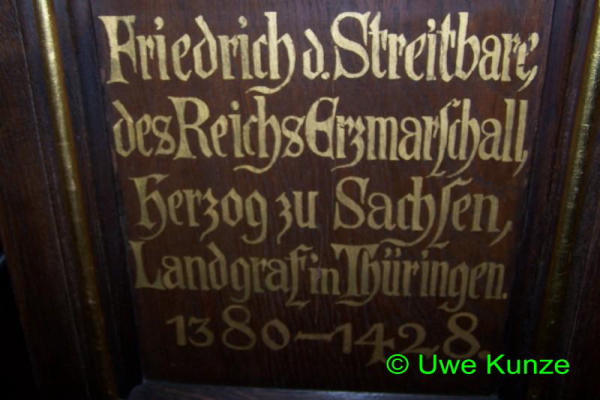 Friedrich d. Streitbare,
des Reichs Erzmarſchall,
Herzog zu Sachſen,
Landgraf in Thüringen.
1380-1428.
© Uwe Kunze